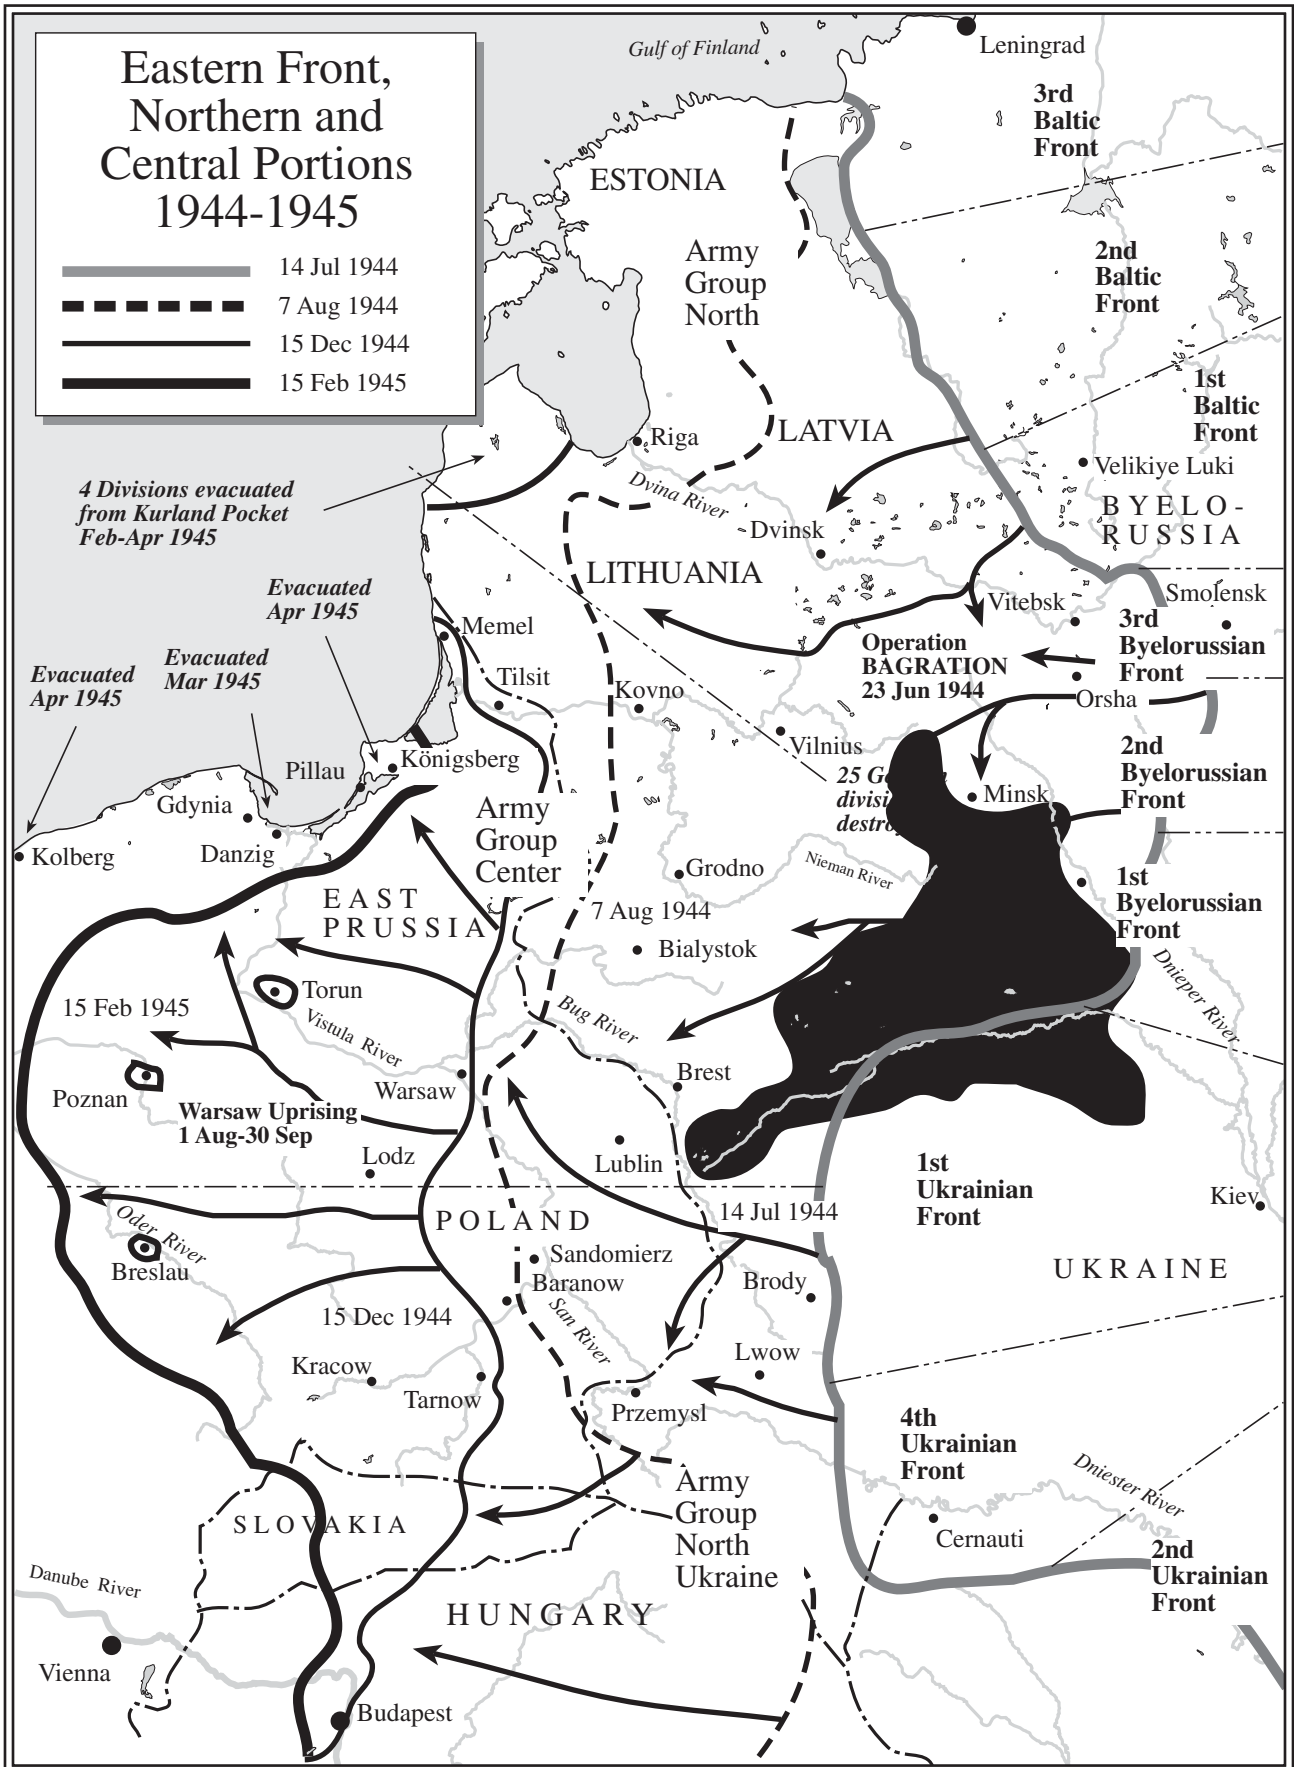 Eastern Front,
Northern and
Central Portions
1944-1945
14 Jul 1944
7 Aug 1944
15 Dec 1944
15 Feb 1945
Gulf of Finland
Leningrad
3rd
Baltic
Front
ESTONIA
Army
Group
North
2nd
Baltic
Front
1st
Baltic
Front
Riga
LATVIA
Velikiye Luki
4 Divisions evacuated
from Kurland Pocket
Feb-Apr 1945
Dvina River
BYELO-
RUSSIA
Dvinsk
LITHUANIA
Evacuated
Apr 1945
Smolensk
Vitebsk
Memel
3rd
Byelorussian
Front
Operation
BAGRATION
23 Jun 1944
Evacuated
Mar 1945
Evacuated
Apr 1945
Tilsit
Kovno
Orsha
Vilnius
2nd
Byelorussian
Front
Königsberg
Pillau
25 Ge
divisi
destro
Minsk
Gdynia
Army
Group
Center
Danzig
Kolberg
Grodno
Nieman River
1st
Byelorussian
Front
EAST
PRUSSIA
7 Aug 1944
Bialystok
Dnieper River
Torun
15 Feb 1945
Vistula River
Bug River
Warsaw
Brest
Poznan
Warsaw Uprising
1 Aug-30 Sep
Lodz
Lublin
1st
Ukrainian
Front
Kiev
14 Jul 1944
POLAND
Oder River
Breslau
Sandomierz
Baranow
Brody
UKRAINE
15 Dec 1944
San River
Kracow
Lwow
Tarnow
Przemysl
4th
Ukrainian
Front
Dniester River
Army
Group
North
Ukraine
SLOVAKIA
Cernauti
2nd
Ukrainian
Front
Danube River
HUNGARY
Vienna
Budapest